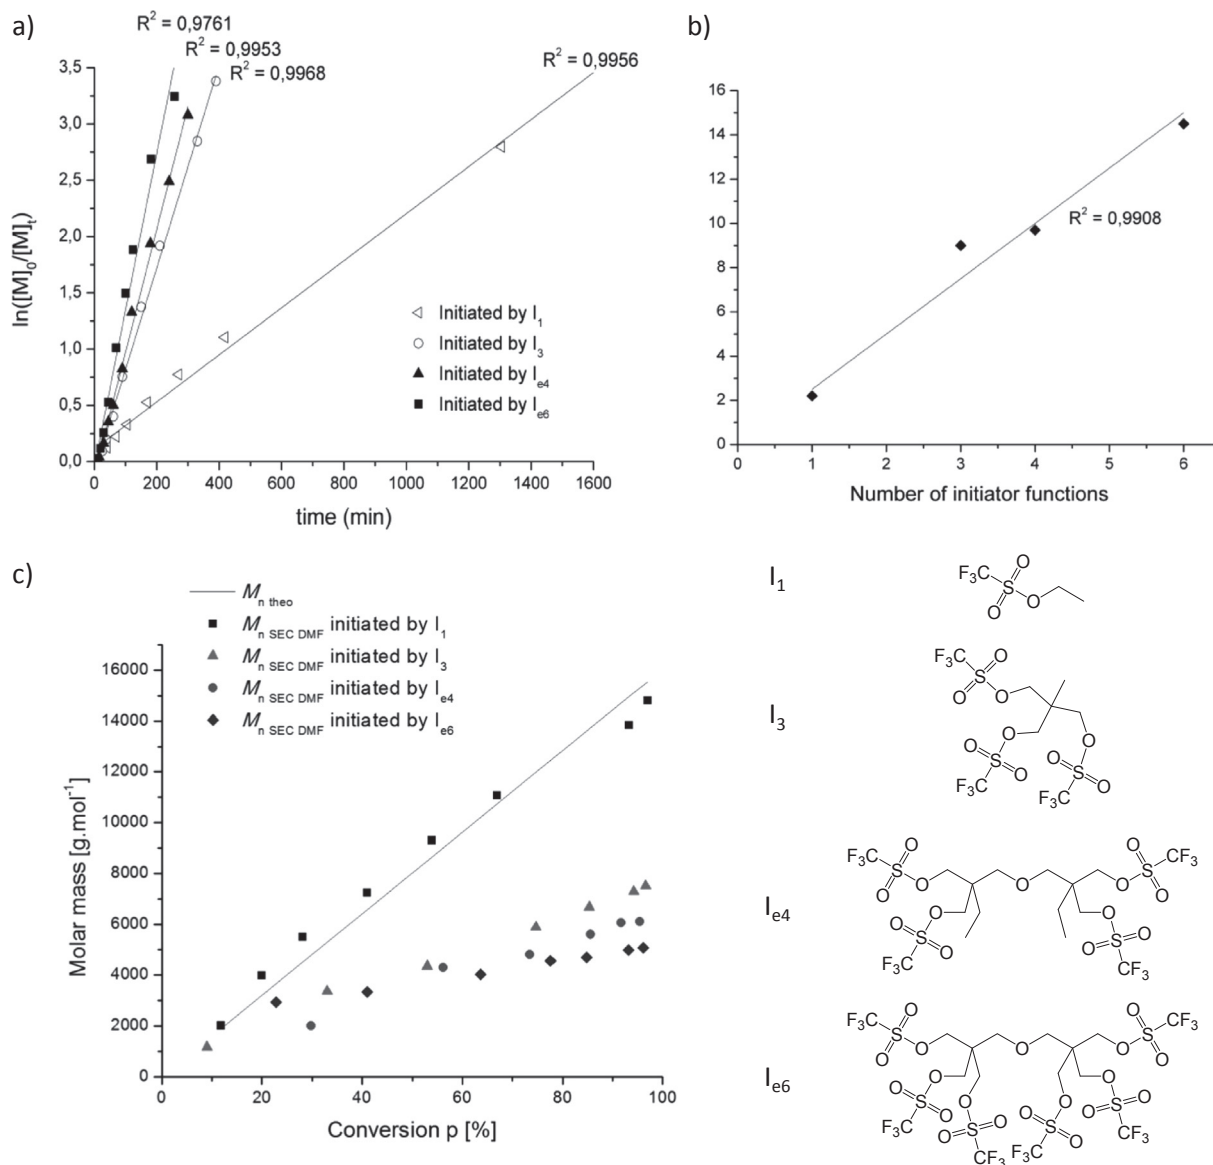 a)
R² = 0,9761
R² = 0,9953
R² = 0,9968
R² = 0,9956
3,5
3,0
2,5
2,0
1,5
1,0
0,5
0,0
ln([M]₀/[M]ₜ)
Initiated by I₁
Initiated by I₃
Initiated by Iₑ₄
Initiated by Iₑ₆
0 200 400 600 800 1000 1200 1400 1600
time (min)
b)
16
14
12
10
8
6
4
2
0
R² = 0,9908
0 1 2 3 4 5 6
Number of initiator functions
c)
M n theo
M n SEC DMF initiated by I₁
M n SEC DMF initiated by I₃
M n SEC DMF initiated by Iₑ₄
M n SEC DMF initiated by Iₑ₆
16000
14000
12000
10000
8000
6000
4000
2000
0
Molar mass [g.mol⁻¹]
0 20 40 60 80 100
Conversion p [%]
I₁
F₃C O
S
O O
I₃
F₃C O
S
O O
O O
O S S O
O O
F₃C F₃C
Iₑ₄
F₃C O O CF₃
S S
O O O O O
O O
O S S O
O O
CF₃ F₃C
Iₑ₆
F₃C O O CF₃
S S
O O O O O
O O O O
O S S O
O O
O S S O
CF₃ O O CF₃
F₃C F₃C